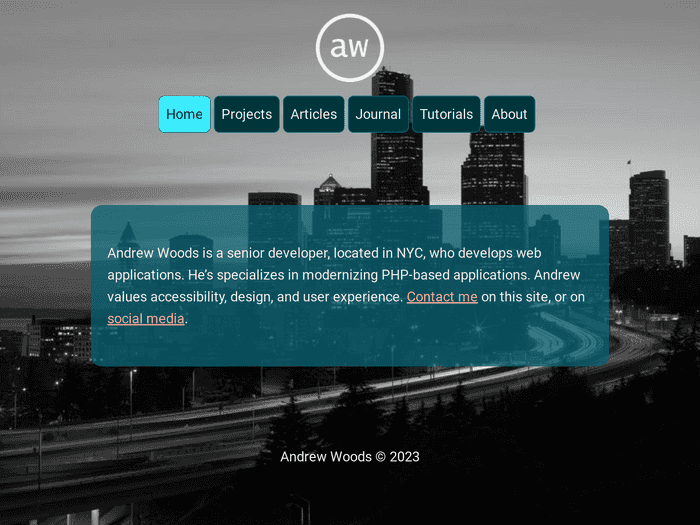 aw
Home Projects Articles Journal Tutorials About
Andrew Woods is a senior developer, located in NYC, who develops web
applications. He's specializes in modernizing PHP-based applications. Andrew
values accessibility, design, and user experience. Contact me on this site, or on
social media.
Andrew Woods © 2023